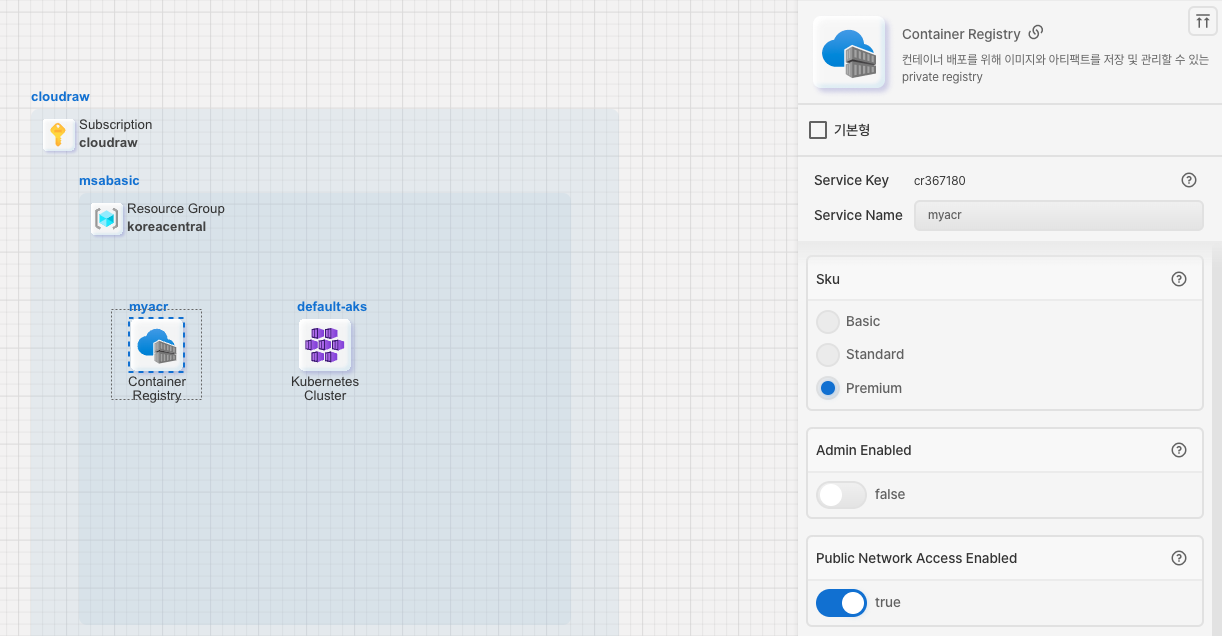 cloudraw
Subscription
cloudraw
msabasic
Resource Group
koreacentral
myacr
Container
Registry
default-aks
Kubernetes
Cluster
Container Registry
컨테이너 배포를 위해 이미지와 아티팩트를 저장 및 관리할 수 있는
private registry
기본형
Service Key cr367180
Service Name myacr
Sku
Basic
Standard
Premium
Admin Enabled
false
Public Network Access Enabled
true